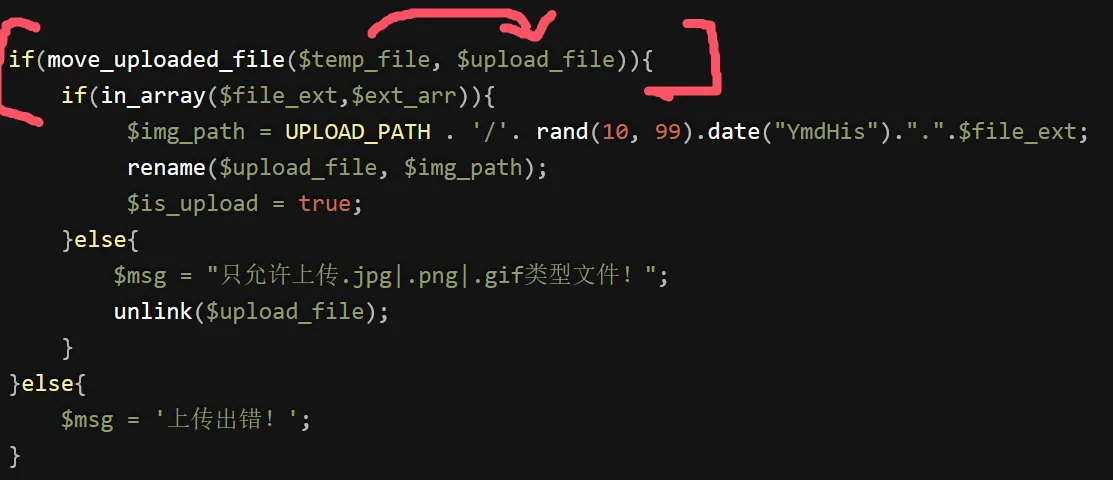 if(move_uploaded_file($temp_file, $upload_file)){
if(in_array($file_ext,$ext_arr)){
$img_path = UPLOAD_PATH . '/'. rand(10, 99).date("YmdHis").".".$file_ext;
rename($upload_file, $img_path);
$is_upload = true;
}else{
$msg = "只允许上传.jpg|.png|.gif类型文件！";
unlink($upload_file);
}
}else{
$msg = '上传出错！';
}